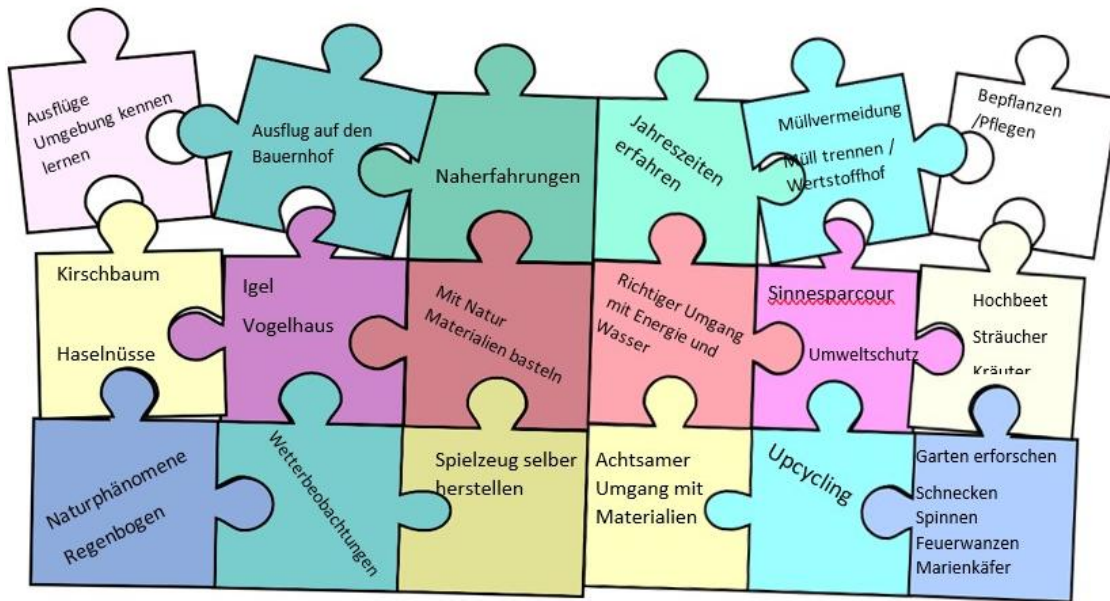 Ausflüge
Umgebung kennen
lernen
Ausflug auf den
Bauernhof
Naherfahrungen
Jahreszeiten
erfahren
Müllvermeidung
Müll trennen /
Wertstoffhof
Bepflanzen
/Pflegen
Kirschbaum
Haselnüsse
Igel
Vogelhaus
Mit Natur
Materialien basteln
Richtiger Umgang
mit Energie und
Wasser
Sinnesparcour
Umweltschutz
Hochbeet
Sträucher
Kräuter
Naturphänomene
Regenbogen
Wetterbeobachtungen
Spielzeug selber
herstellen
Achtsamer
Umgang mit
Materialien
Upcycling
Garten erforschen
Schnecken
Spinnen
Feuerwanzen
Marienkäfer